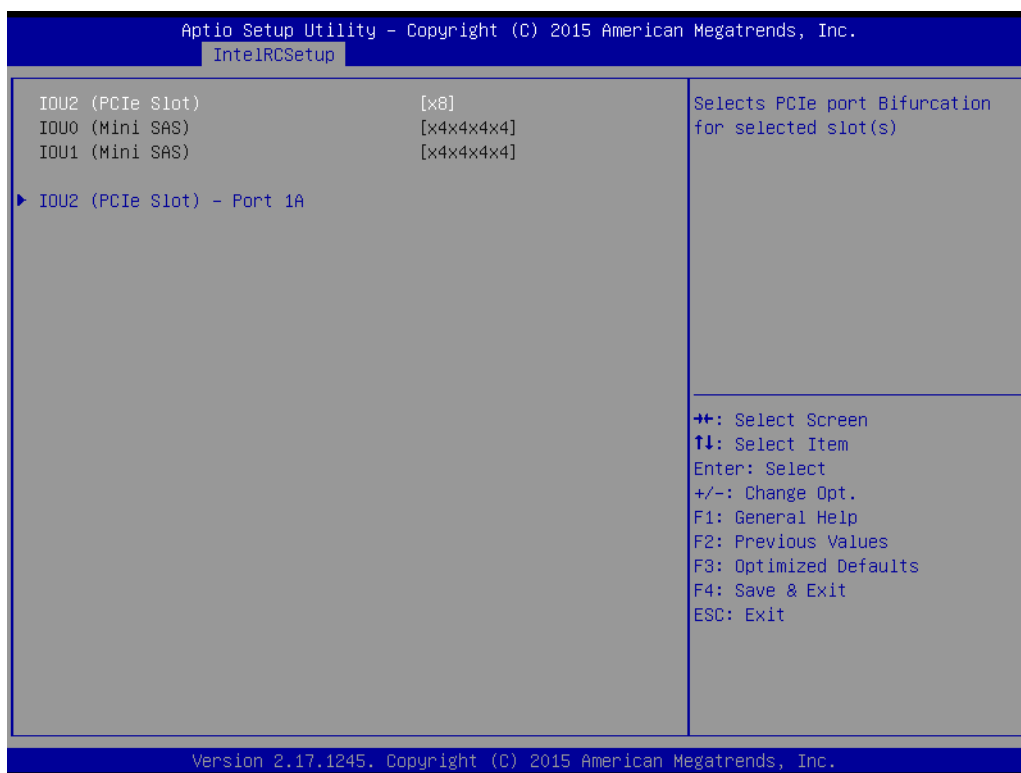 Aptio Setup Utility – Copyright (C) 2015 American Megatrends, Inc.
IntelRCSetup
IOU2 (PCIe Slot) [x8]
IOU0 (Mini SAS) [x4x4x4x4]
IOU1 (Mini SAS) [x4x4x4x4]
▶ IOU2 (PCIe Slot) – Port 1A
Selects PCIe port Bifurcation
for selected slot(s)
→←: Select Screen
↑↓: Select Item
Enter: Select
+/-: Change Opt.
F1: General Help
F2: Previous Values
F3: Optimized Defaults
F4: Save & Exit
ESC: Exit
Version 2.17.1245. Copyright (C) 2015 American Megatrends, Inc.